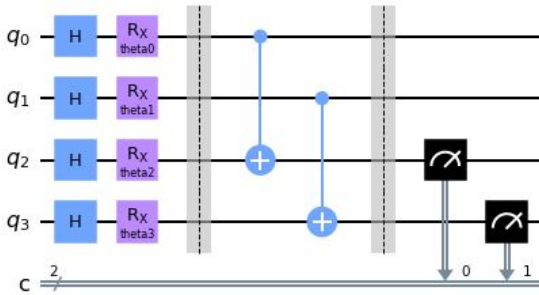 q0 H RX theta0
q1 H RX theta1
q2 H RX theta2
q3 H RX theta3
c 2 0 1